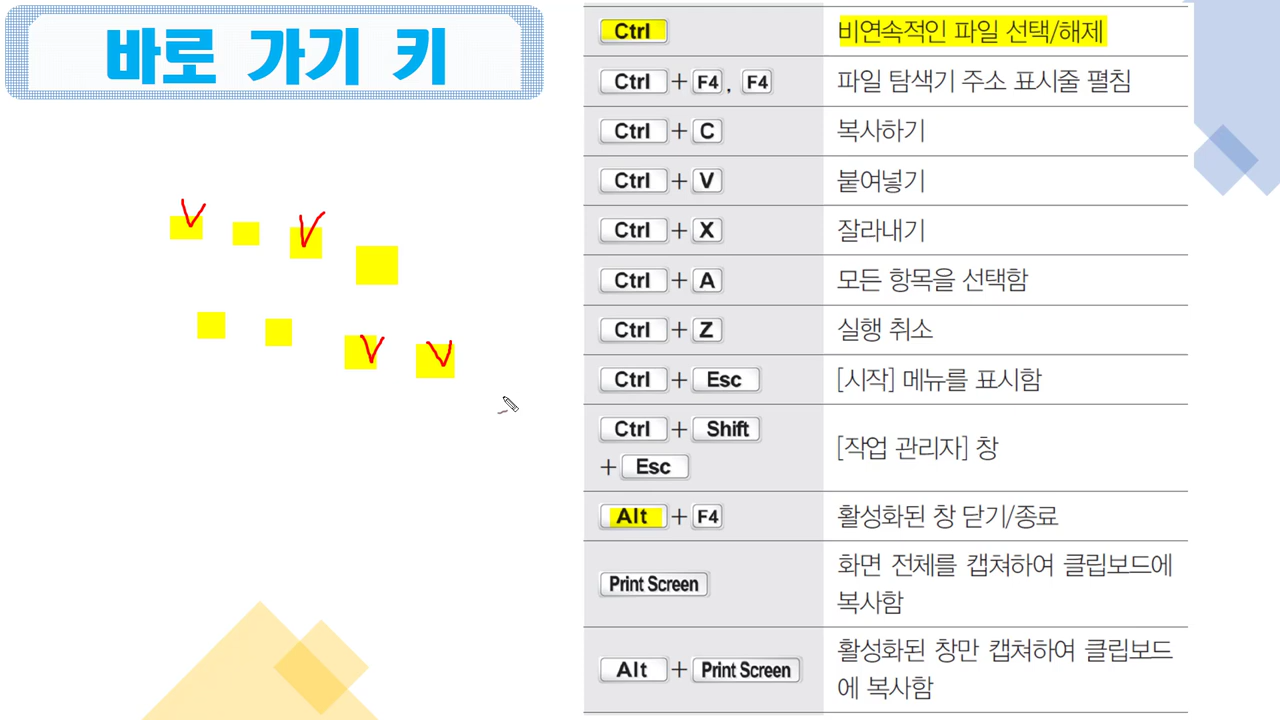 바로 가기 키
Ctrl 비연속적인 파일 선택/해제
Ctrl + F4 , F4 파일 탐색기 주소 표시줄 펼침
Ctrl + C 복사하기
Ctrl + V 붙여넣기
Ctrl + X 잘라내기
Ctrl + A 모든 항목을 선택함
Ctrl + Z 실행 취소
Ctrl + Esc [시작] 메뉴를 표시함
Ctrl + Shift
+ Esc
[작업 관리자] 창
Alt + F4 활성화된 창 닫기/종료
Print Screen
화면 전체를 캡쳐하여 클립보드에
복사함
Alt + Print Screen
활성화된 창만 캡쳐하여 클립보드
에 복사함